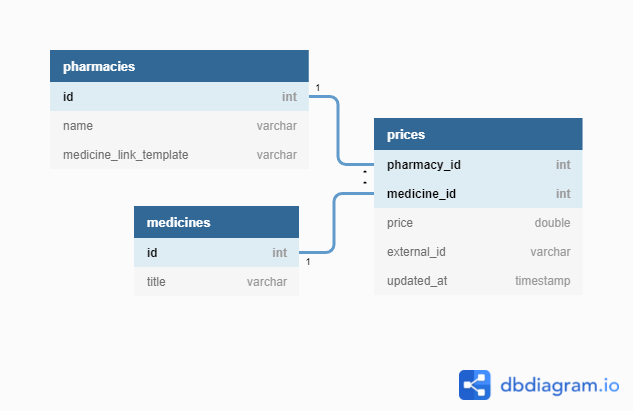 pharmacies
id int
1
name varchar
medicine_link_template varchar
prices
pharmacy_id int
*
*
medicine_id int
price double
external_id varchar
updated_at timestamp
medicines
id int
1
title varchar
dbdiagram.io